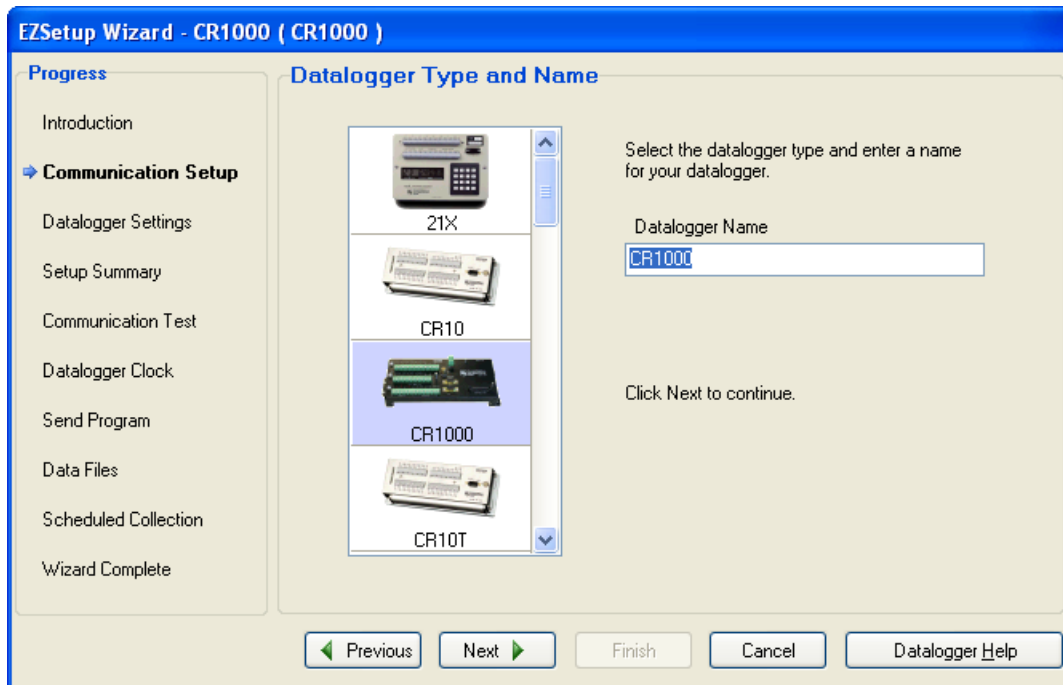 EZSetup Wizard - CR1000 ( CR1000 )
Progress
Introduction
Communication Setup
Datalogger Settings
Setup Summary
Communication Test
Datalogger Clock
Send Program
Data Files
Scheduled Collection
Wizard Complete
Datalogger Type and Name
21X
CR10
CR1000
CR10T
Select the datalogger type and enter a name
for your datalogger.
Datalogger Name
CR1000
Click Next to continue.
Previous
Next
Finish
Cancel
Datalogger Help